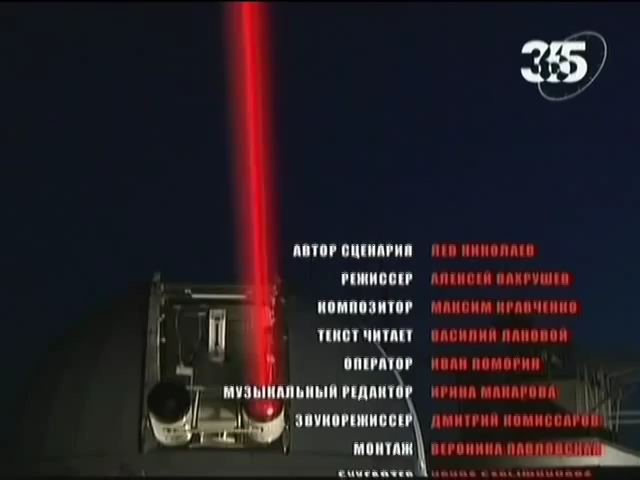 365
АВТОР СЦЕНАРИЯ ЛЕВ НИКОЛАЕВ
РЕЖИССЕР АЛЕКСЕЙ ВАХРУШЕВ
КОМПОЗИТОР МАКСИМ КРАВЧЕНКО
ТЕКСТ ЧИТАЕТ ВАСИЛИЙ ЛАНОВОЙ
ОПЕРАТОР ИВАН ПОМОРИН
МУЗЫКАЛЬНЫЙ РЕДАКТОР ИРИНА МАКАРОВА
ЗВУКОРЕЖИССЕР ДМИТРИЙ КОМИССАРОВ
МОНТАЖ ВЕРОНИКА ПАВЛОВСКАЯ